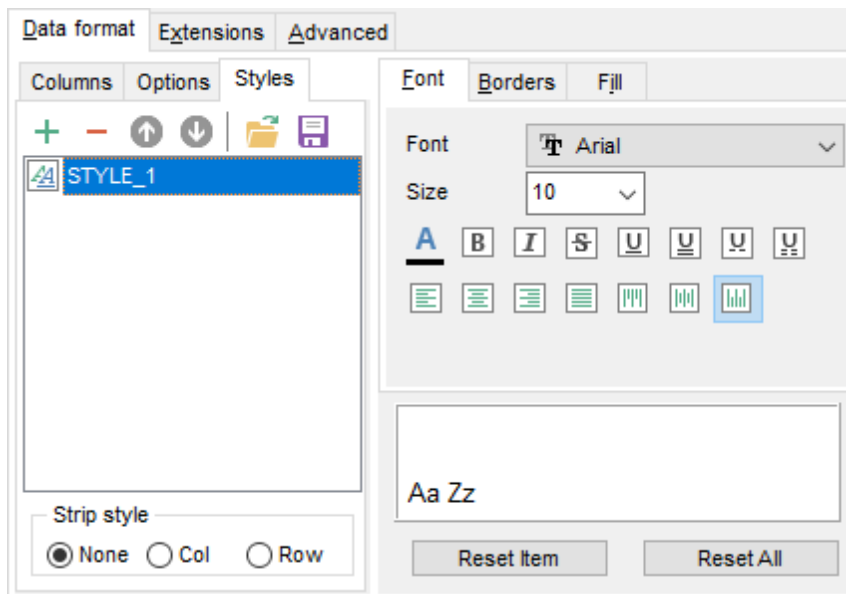 Data format Extensions Advanced
Columns Options Styles
Font Borders Fill
Font Arial
STYLE_1
Size 10
A B I S U U U U
Aa Zz
Strip style
None Col Row
Reset Item Reset All